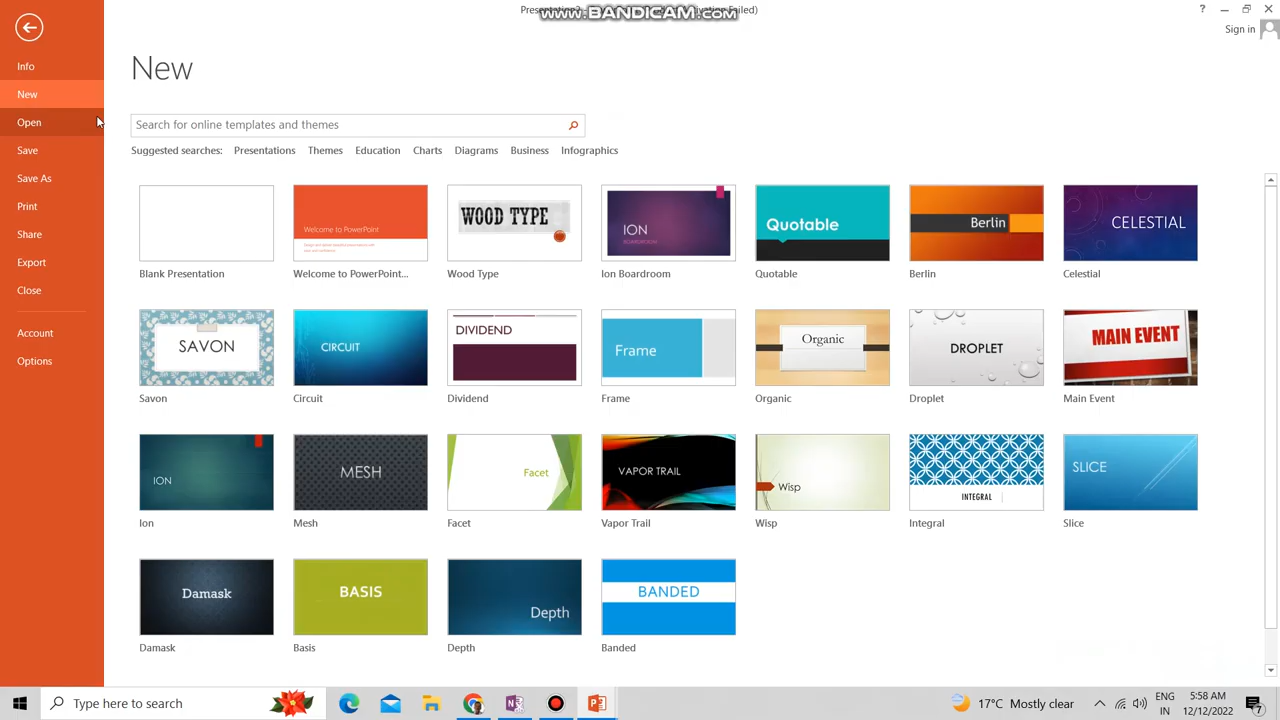 www.BANDICAM.com
Sign in
Info
New
Open
Save
Save As
Print
Share
Export
Close
Account
Options
New
Search for online templates and themes
Suggested searches: Presentations Themes Education Charts Diagrams Business Infographics
Welcome to PowerPoint
WOOD TYPE
ION
BOARDROOM
Quotable
Berlin
CELESTIAL
Blank Presentation
Welcome to PowerPoint...
Wood Type
Ion Boardroom
Quotable
Berlin
Celestial
SAVON
CIRCUIT
DIVIDEND
Frame
Organic
DROPLET
MAIN EVENT
Savon
Circuit
Dividend
Frame
Organic
Droplet
Main Event
ION
MESH
Facet
VAPOR TRAIL
Wisp
INTEGRAL
SLICE
Ion
Mesh
Facet
Vapor Trail
Wisp
Integral
Slice
Damask
BASIS
Depth
BANDED
Damask
Basis
Depth
Banded
Type here to search
17°C Mostly clear
ENG
IN
5:58 AM
12/12/2022
7